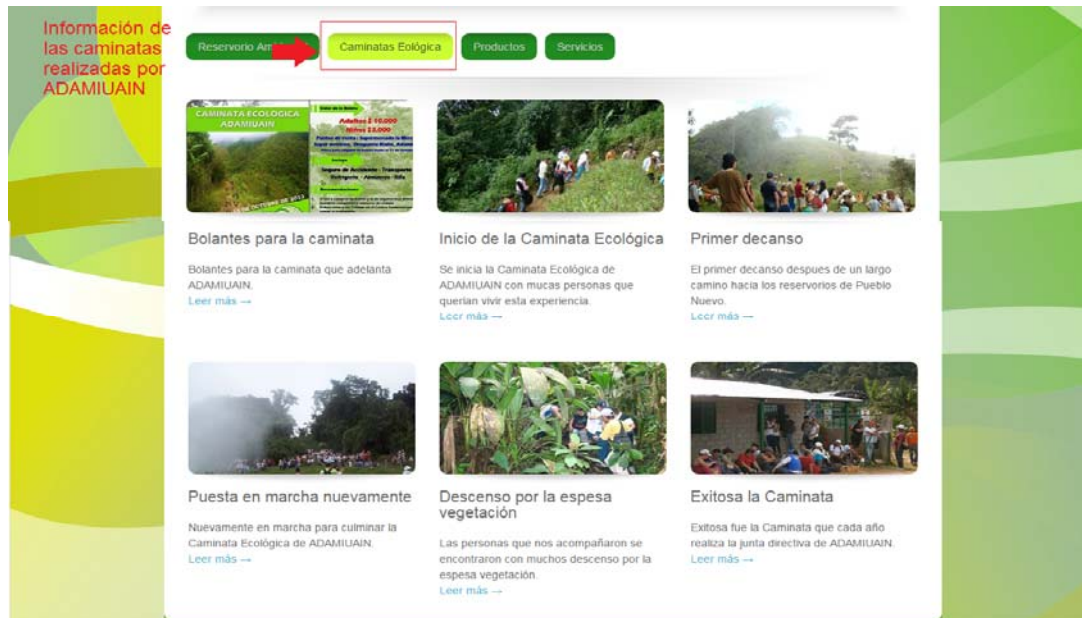 Información de
las caminatas
realizadas por
ADAMIUAIN
Reservorio
Caminatas Eológica
Productos
Servicios
CAMINATA ECOLOGICA
ADAMIUAIN
Adultos $ 10.000
Niños $ 5.000
OCTUBRE DE
Bolantes para la caminata
Bolantes para la caminata que adelanta
ADAMIUAIN.
Leer más →
Inicio de la Caminata Ecológica
Se inicia la Caminata Ecológica de
ADAMIUAIN con mucas personas que
querian vivir esta experiencia.
Leer más →
Primer decanso
El primer decanso despues de un largo
camino hacia los reservorios de Pueblo
Nuevo.
Leer más →
Puesta en marcha nuevamente
Nuevamente en marcha para culminar la
Caminata Ecológica de ADAMIUAIN.
Leer más →
Descenso por la espesa
vegetación
Las personas que nos acompañaron se
encontraron con muchos descenso por la
espesa vegetación.
Leer más →
Exitosa la Caminata
Exitosa fue la Caminata que cada año
realiza la junta directiva de ADAMIUAIN.
Leer más →